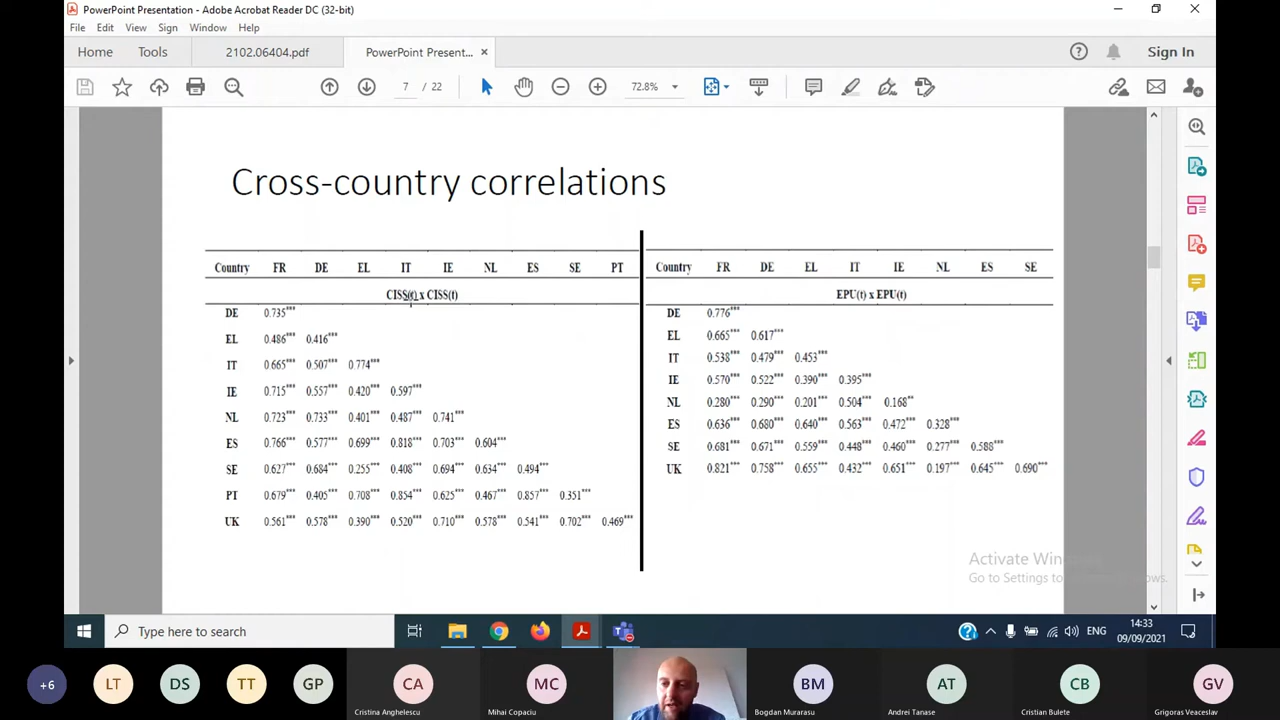 PowerPoint Presentation - Adobe Acrobat Reader DC (32-bit)
File Edit View Sign Window Help
Home Tools 2102.06404.pdf PowerPoint Present... × Sign In
7 / 22 72.8%
Cross-country correlations
Country FR DE EL IT IE NL ES SE PT
CISS(t) x CISS(t)
DE 0.735***
EL 0.486*** 0.416***
IT 0.665*** 0.507*** 0.774***
IE 0.715*** 0.557*** 0.420*** 0.597***
NL 0.723*** 0.733*** 0.401*** 0.487*** 0.741***
ES 0.766*** 0.577*** 0.699*** 0.818*** 0.703*** 0.604***
SE 0.627*** 0.684*** 0.255*** 0.408*** 0.694*** 0.634*** 0.494***
PT 0.679*** 0.405*** 0.708*** 0.854*** 0.625*** 0.467*** 0.857*** 0.351***
UK 0.561*** 0.578*** 0.390*** 0.520*** 0.710*** 0.578*** 0.541*** 0.702*** 0.469***
Country FR DE EL IT IE NL ES SE
EPU(t) x EPU(t)
DE 0.776***
EL 0.665*** 0.617***
IT 0.538*** 0.479*** 0.453***
IE 0.570*** 0.522*** 0.390*** 0.395***
NL 0.280*** 0.290*** 0.201*** 0.504*** 0.168**
ES 0.636*** 0.680*** 0.640*** 0.563*** 0.472*** 0.328***
SE 0.681*** 0.671*** 0.559*** 0.448*** 0.460*** 0.277*** 0.588***
UK 0.821*** 0.758*** 0.655*** 0.432*** 0.651*** 0.197*** 0.645*** 0.690***
Activate Win
Go to Settings to
Type here to search
ENG
14:33
09/09/2021
+6 LT DS TT GP CA MC BM AT CB GV
Cristina Anghelescu Mihai Copaciu Bogdan Murarasu Andrei Tanase Cristian Bulete Grigoras Veaceslav